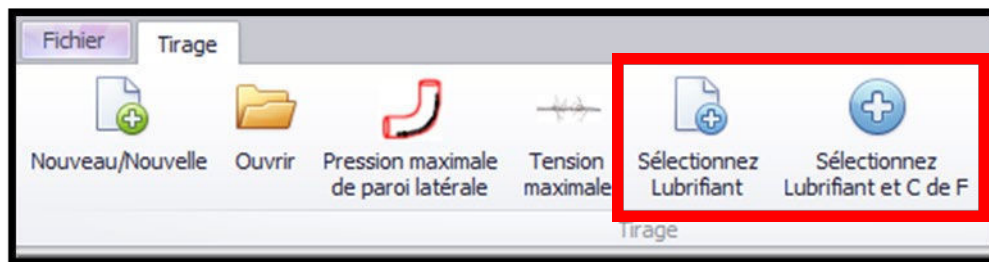 Fichier Tirage
Nouveau/Nouvelle Ouvrir Pression maximale de paroi latérale Tension maximale Sélectionnez Lubrifiant Sélectionnez Lubrifiant et C de F
Tirage